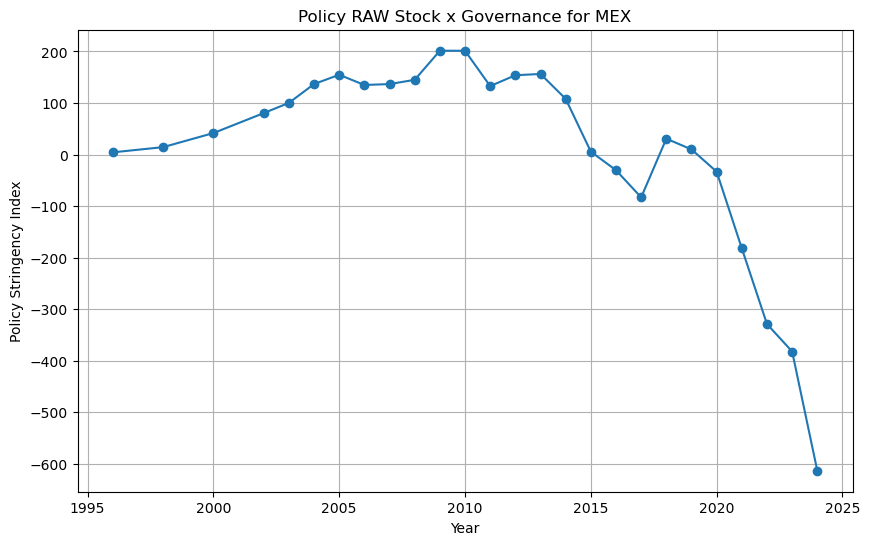 Policy RAW Stock x Governance for MEX
200
100
0
−100
−200
−300
−400
−500
−600
Policy Stringency Index
1995 2000 2005 2010 2015 2020 2025
Year